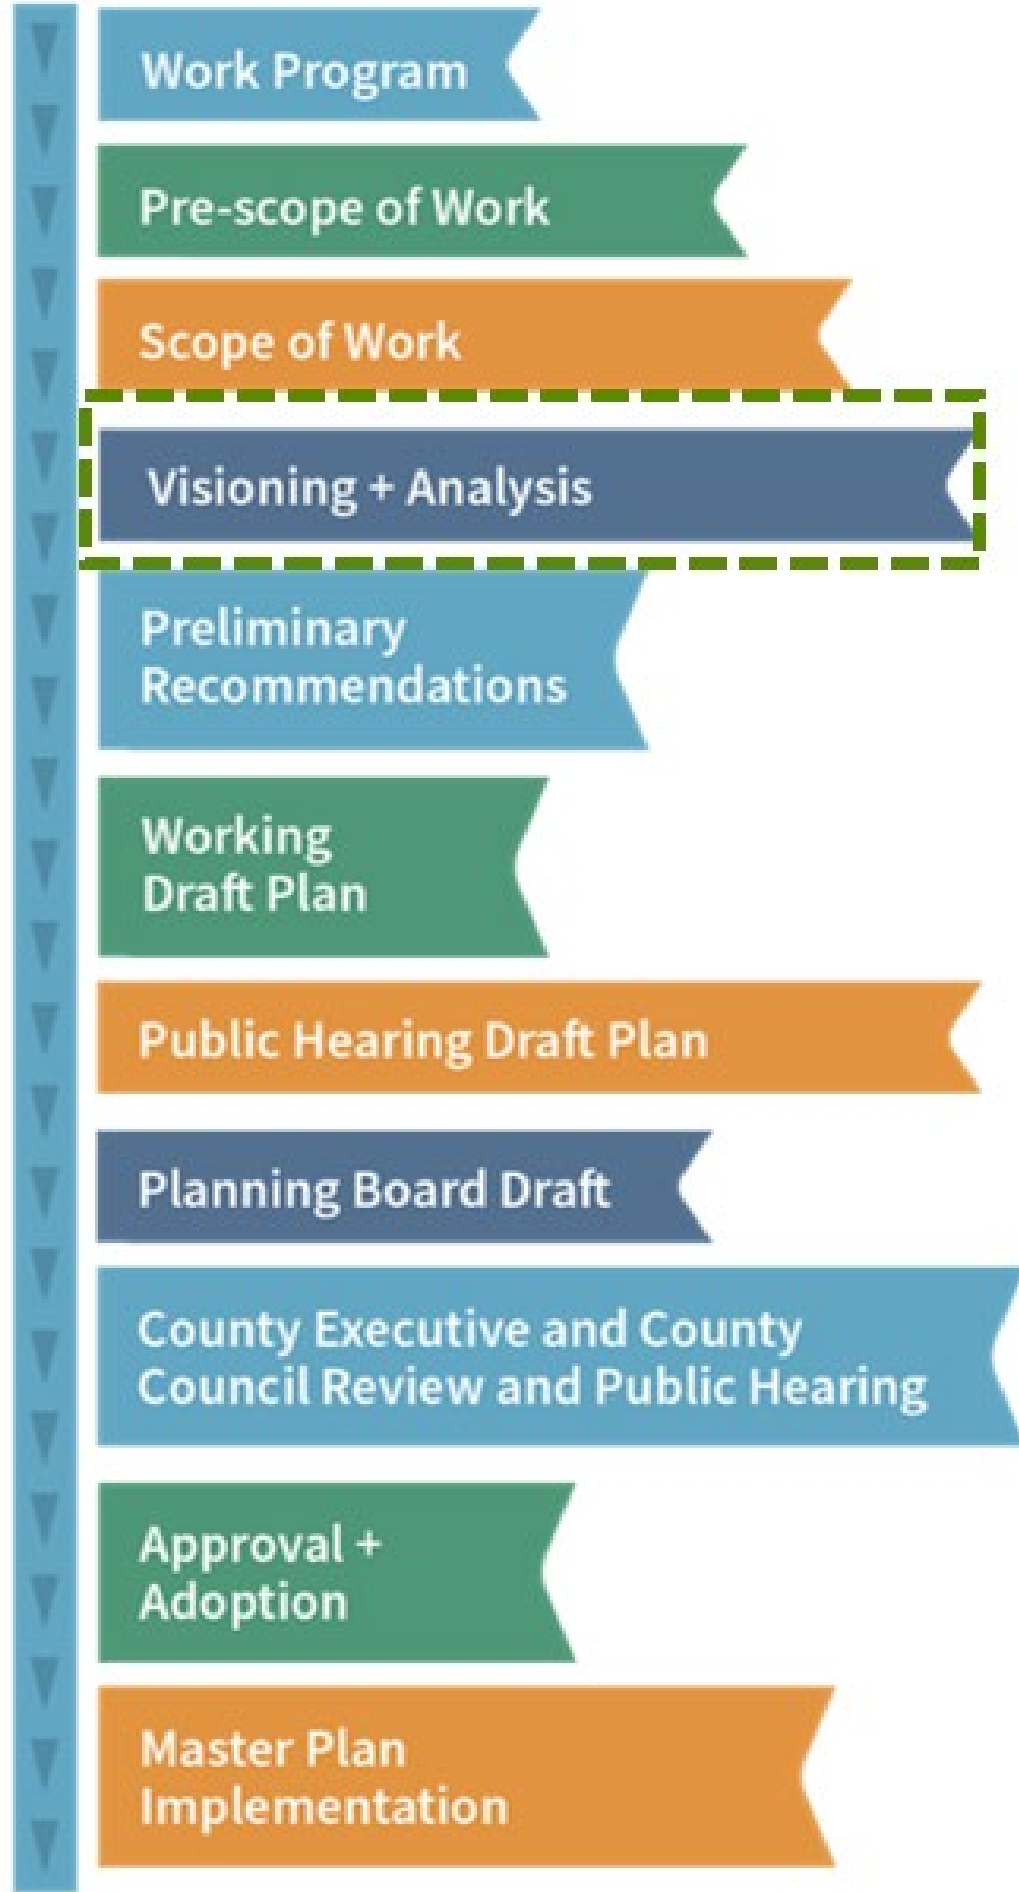 Work Program
Pre-scope of Work
Scope of Work
Visioning + Analysis
Preliminary
Recommendations
Working
Draft Plan
Public Hearing Draft Plan
Planning Board Draft
County Executive and County
Council Review and Public Hearing
Approval +
Adoption
Master Plan
Implementation